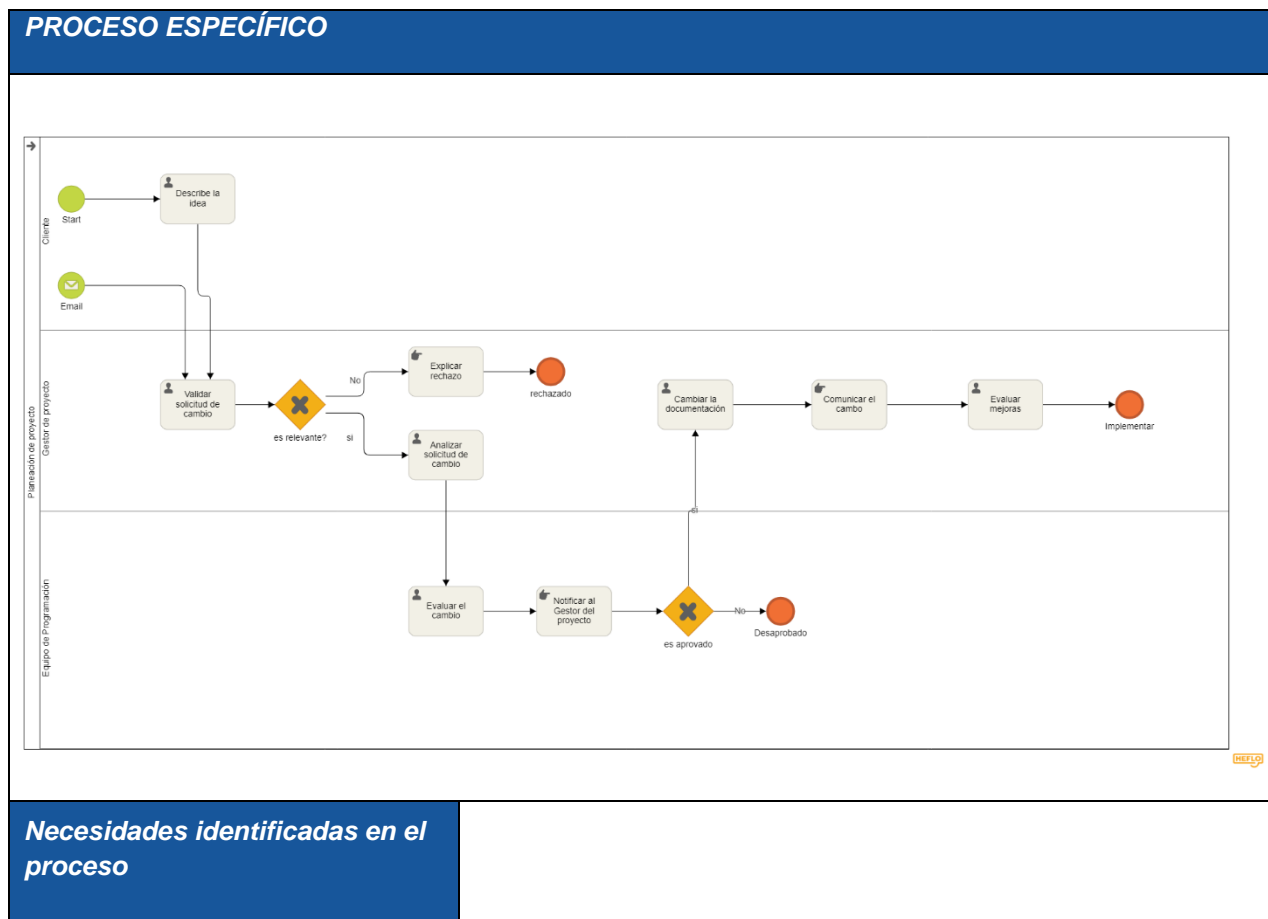 PROCESO ESPECÍFICO
Planeación de proyecto
Cliente
Start
Describe la
idea
Email
Gestor de proyecto
Validar
solicitud de
cambio
es relevante?
No
si
Explicar
rechazo
rechazado
Analizar
solicitud de
cambio
Cambiar la
documentación
Comunicar el
cambo
Evaluar
mejoras
Implementar
Equipo de Programación
Evaluar el
cambio
Notificar al
Gestor del
proyecto
es aprovado
si
No
Desaprobado
HEFLO
Necesidades identificadas en el
proceso